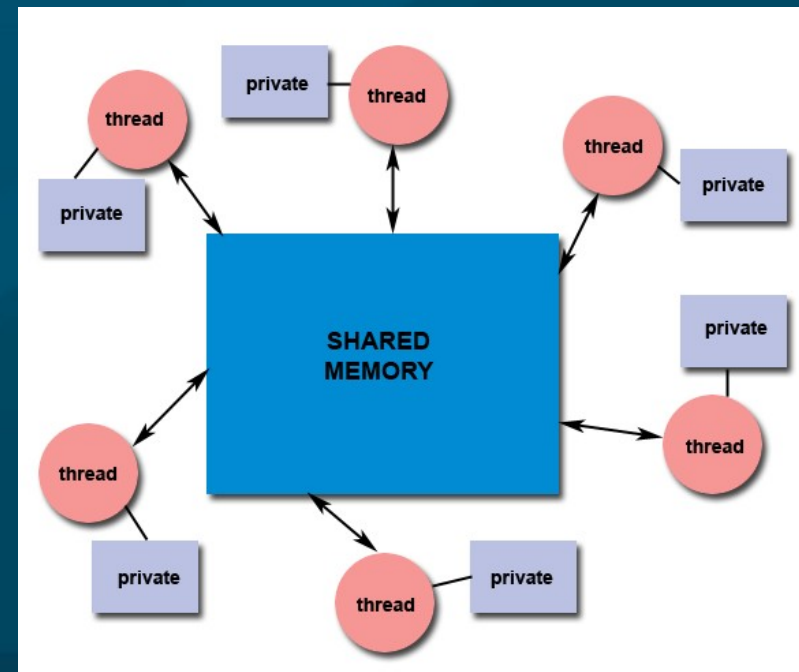 private
thread
thread
thread
private
private
SHARED
MEMORY
private
thread
thread
private
private
thread